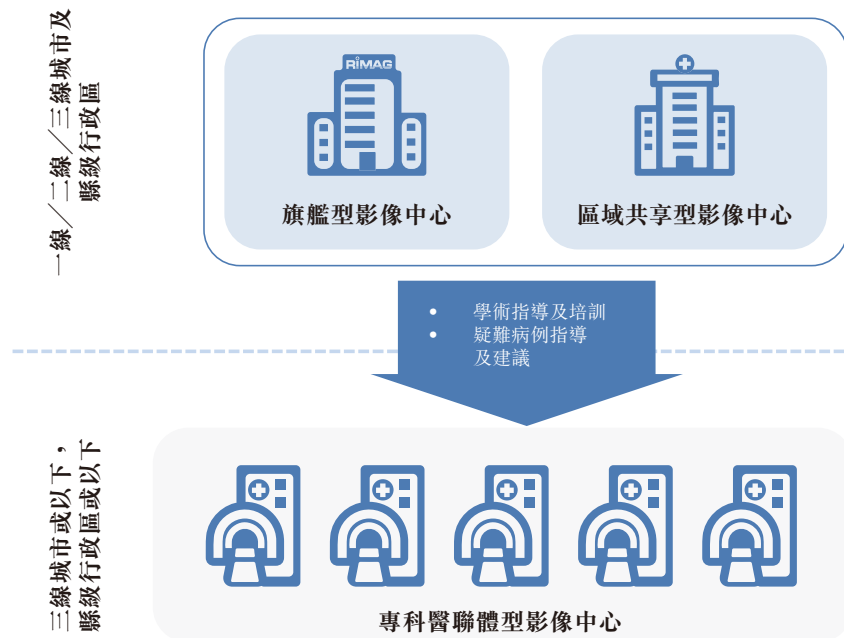 一線／二線／三線城市及
縣級行政區
RIMAG
旗艦型影像中心
區域共享型影像中心
• 學術指導及培訓
• 疑難病例指導
及建議
三線城市或以下，
縣級行政區或以下
專科醫聯體型影像中心